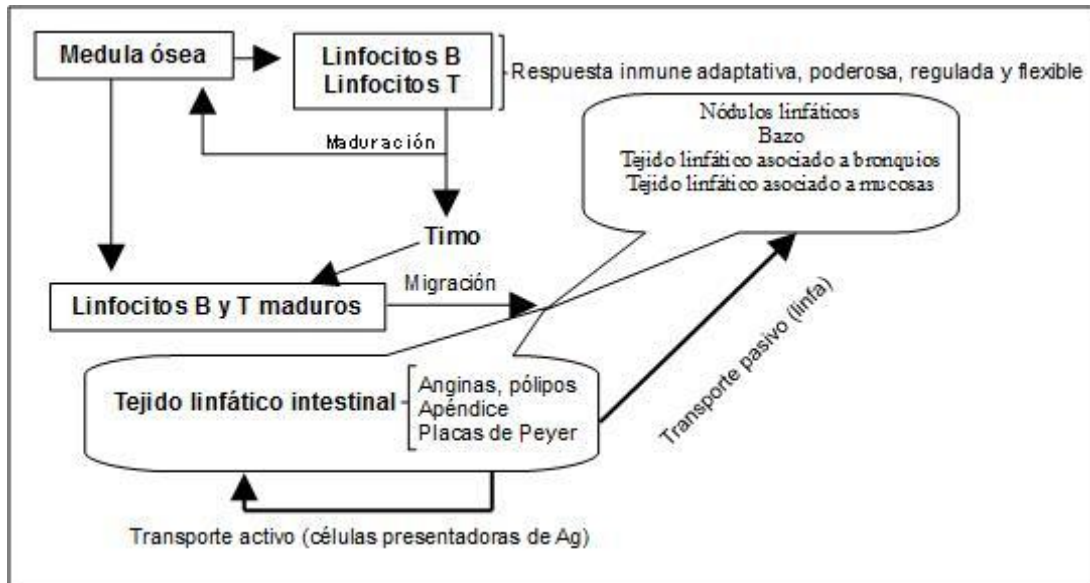 Medula ósea
Linfocitos B
Linfocitos T
Respuesta inmune adaptativa, poderosa, regulada y flexible
Nódulos linfáticos
Bazo
Tejido linfático asociado a bronquios
Tejido linfático asociado a mucosas
Maduración
Timo
Migración
Linfocitos B y T maduros
Transporte pasivo (linfa)
Tejido linfático intestinal
Anginas, pólipos
Apéndice
Placas de Peyer
Transporte activo (células presentadoras de Ag)